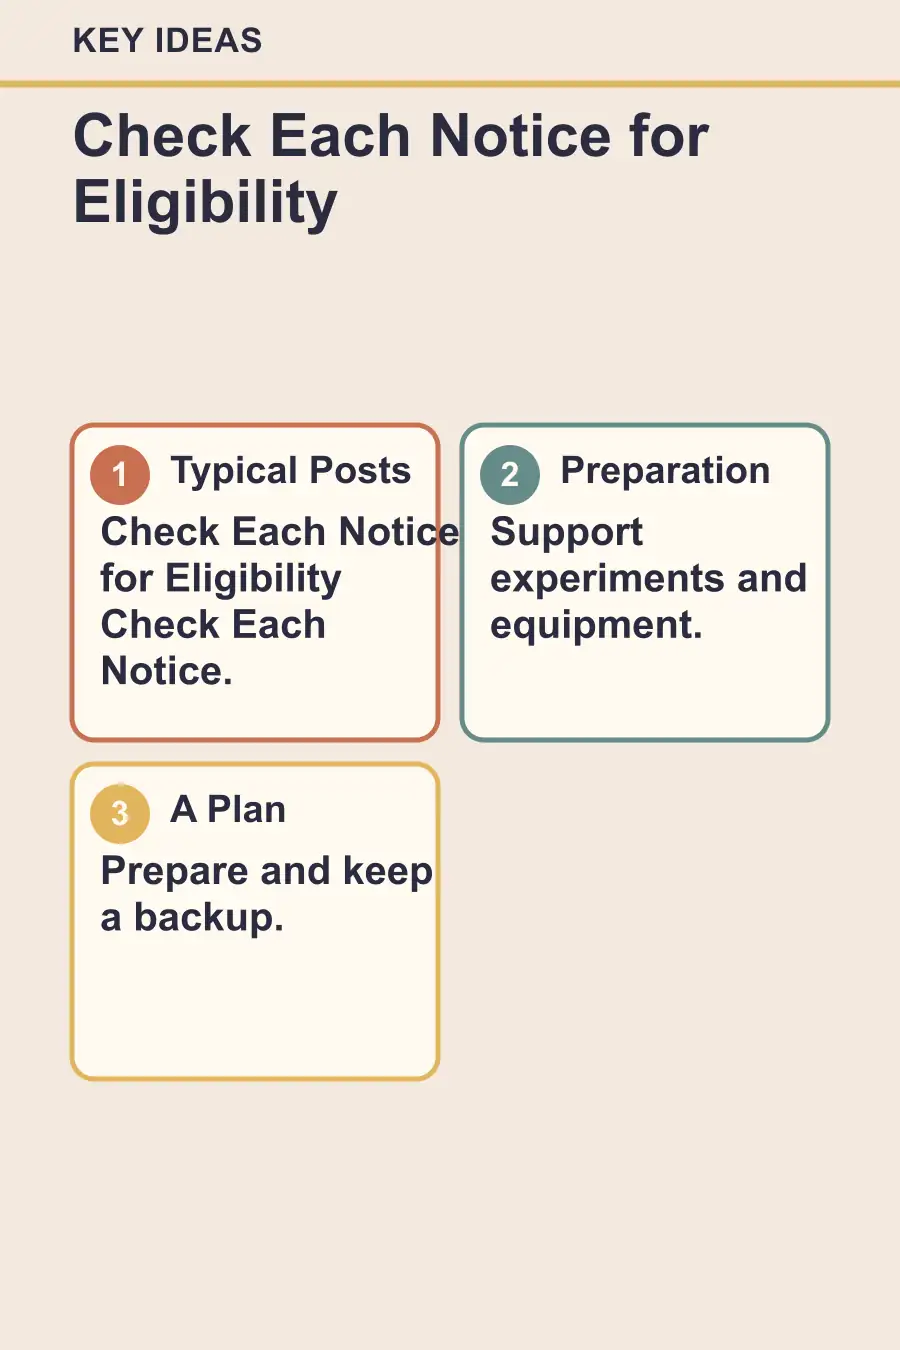 KEY IDEAS
Check Each Notice for
Eligibility
1 Typical Posts
Check Each Notice
for Eligibility
Check Each
Notice.
2 Preparation
Support
experiments and
equipment.
3 A Plan
Prepare and keep
a backup.